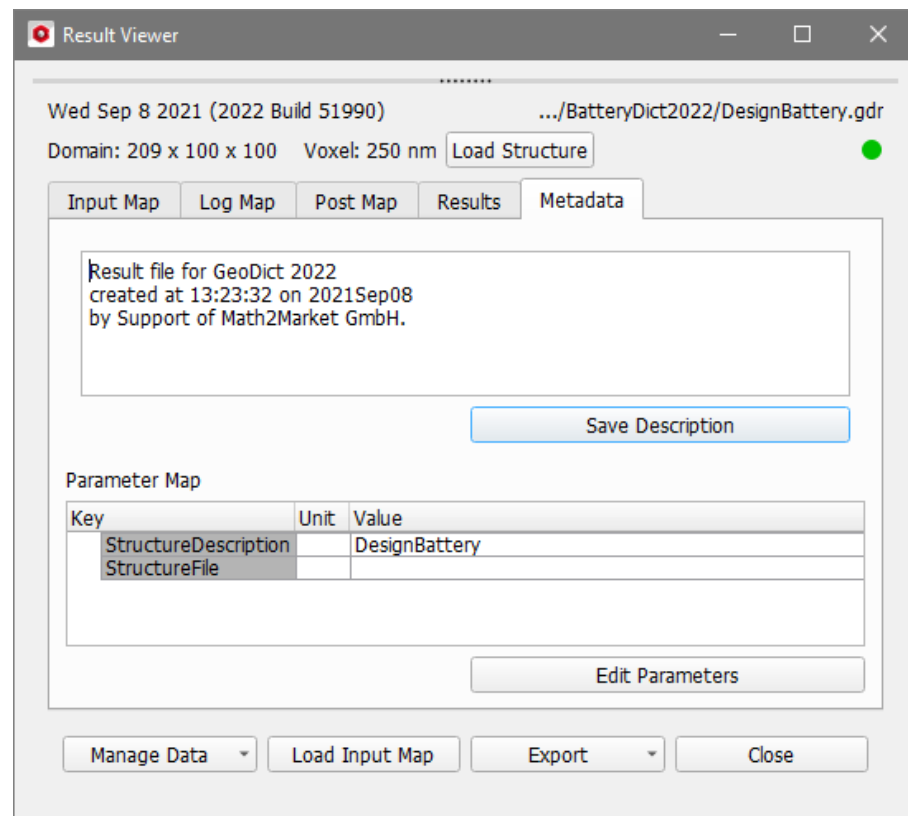 Result Viewer
Wed Sep 8 2021 (2022 Build 51990) .../BatteryDict2022/DesignBattery.gdr
Domain: 209 x 100 x 100 Voxel: 250 nm Load Structure
Input Map Log Map Post Map Results Metadata
Result file for GeoDict 2022
created at 13:23:32 on 2021Sep08
by Support of Math2Market GmbH.
Save Description
Parameter Map
Key Unit Value
StructureDescription DesignBattery
StructureFile
Edit Parameters
Manage Data Load Input Map Export Close